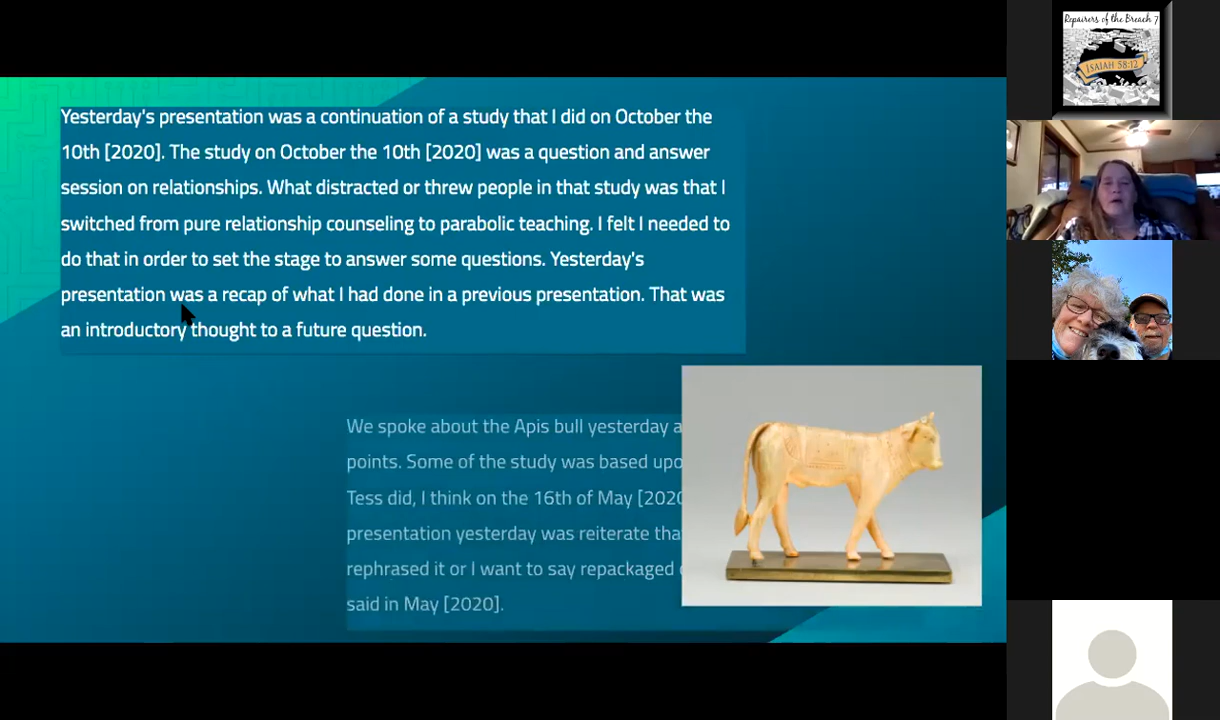 Yesterday's presentation was a continuation of a study that I did on October the
10th [2020]. The study on October the 10th [2020] was a question and answer
session on relationships. What distracted or threw people in that study was that I
switched from pure relationship counseling to parabolic teaching. I felt I needed to
do that in order to set the stage to answer some questions. Yesterday's
presentation was a recap of what I had done in a previous presentation. That was
an introductory thought to a future question.
We spoke about the Apis bull yesterday
points. Some of the study was based upo
Tess did, I think on the 16th of May [2020
presentation yesterday was reiterate tha
rephrased it or I want to say repackaged
said in May [2020].
Repairers of the Breach 7
ISAIAH 58:12